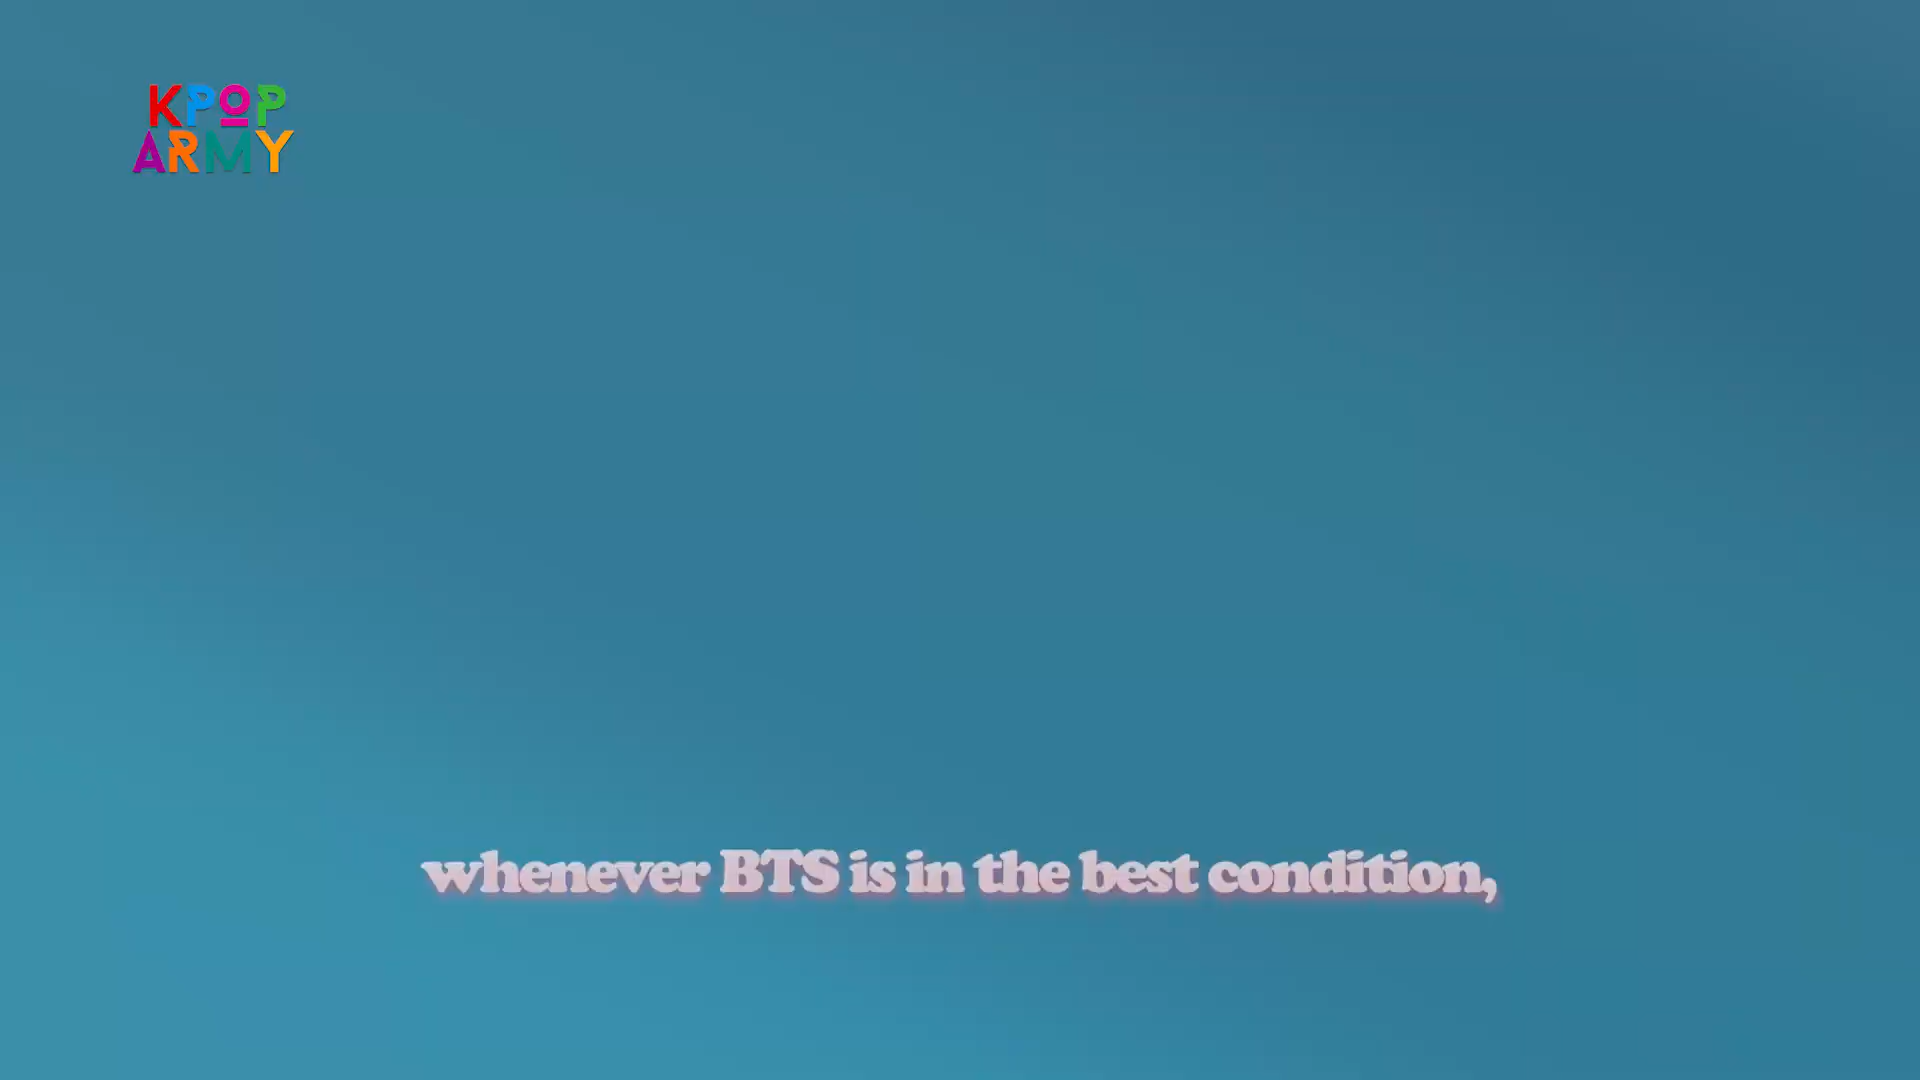 KPOP
ARMY
whenever BTS is in the best condition,